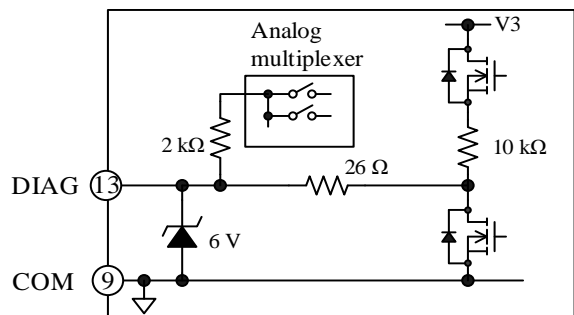 Analog
multiplexer
V3
2 kΩ
10 kΩ
26 Ω
DIAG 13
6 V
COM 9